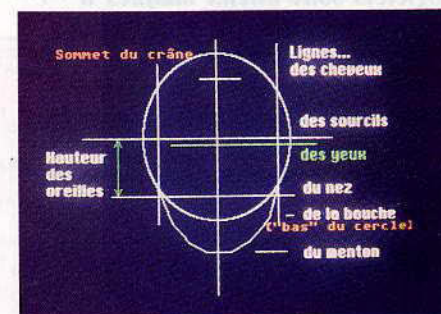 Sommet du crâne
Lignes...
des cheveux
des sourcils
des yeux
Hauteur
des
oreilles
du nez
de la bouche
("bas" du cercle)
du menton